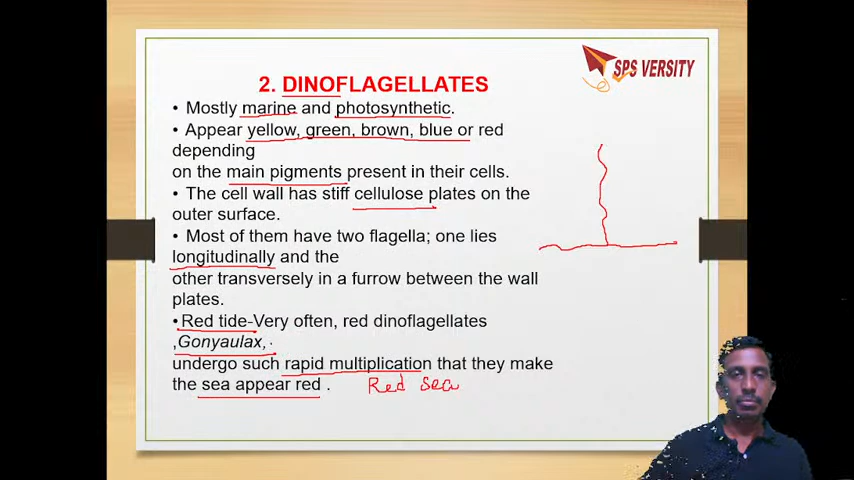 SPS VERSITY
2. DINOFLAGELLATES
• Mostly marine and photosynthetic.
• Appear yellow, green, brown, blue or red
depending
on the main pigments present in their cells.
• The cell wall has stiff cellulose plates on the
outer surface.
• Most of them have two flagella; one lies
longitudinally and the
other transversely in a furrow between the wall
plates.
•Red tide-Very often, red dinoflagellates
,Gonyaulax,
undergo such rapid multiplication that they make
the sea appear red .
Red Sea